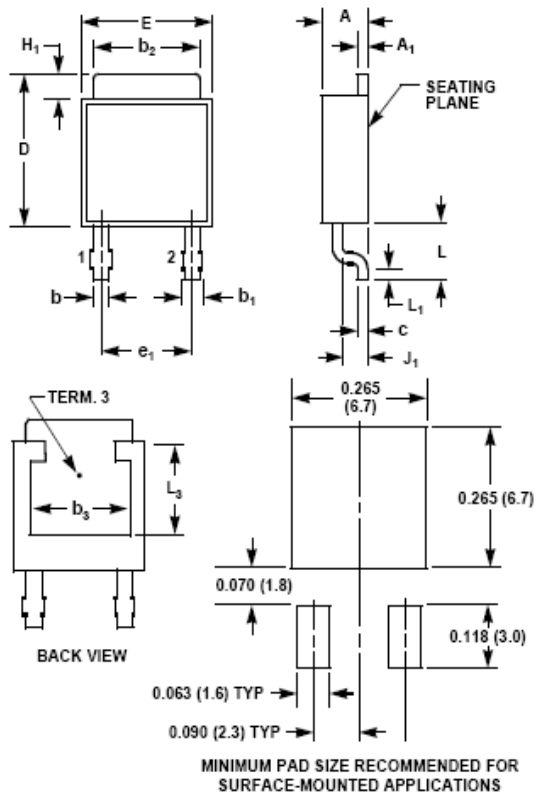 E
A
H1
b2
A1
SEATING
PLANE
D
1
2
L
b
b1
L1
e1
c
J1
TERM. 3
0.265
(6.7)
L3
b3
0.265 (6.7)
0.070 (1.8)
0.118 (3.0)
BACK VIEW
0.063 (1.6) TYP
0.090 (2.3) TYP
MINIMUM PAD SIZE RECOMMENDED FOR
SURFACE-MOUNTED APPLICATIONS